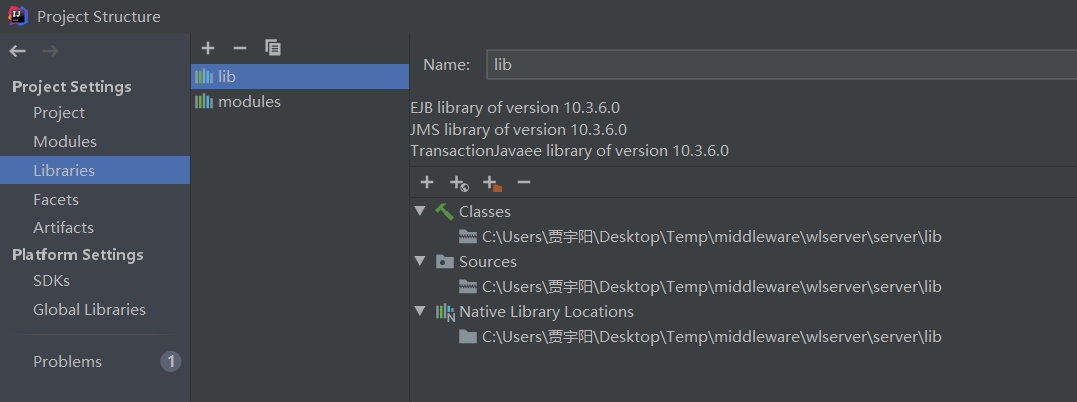 Project Structure
Project Settings
Project
Modules
Libraries
Facets
Artifacts
Platform Settings
SDKs
Global Libraries
Problems
1
lib
modules
Name:
lib
EJB library of version 10.3.6.0
JMS library of version 10.3.6.0
TransactionJavaee library of version 10.3.6.0
Classes
C:\Users\贾宇阳\Desktop\Temp\middleware\wlserver\server\lib
Sources
C:\Users\贾宇阳\Desktop\Temp\middleware\wlserver\server\lib
Native Library Locations
C:\Users\贾宇阳\Desktop\Temp\middleware\wlserver\server\lib